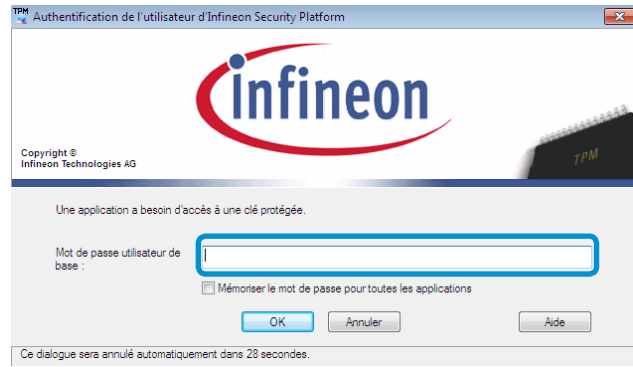 TPM
Authentification de l'utilisateur d'Infineon Security Platform
infineon
Copyright ©
Infineon Technologies AG
TPM
Une application a besoin d'accès à une clé protégée.
Mot de passe utilisateur de
base :
Mémoriser le mot de passe pour toutes les applications
OK Annuler Aide
Ce dialogue sera annulé automatiquement dans 28 secondes.